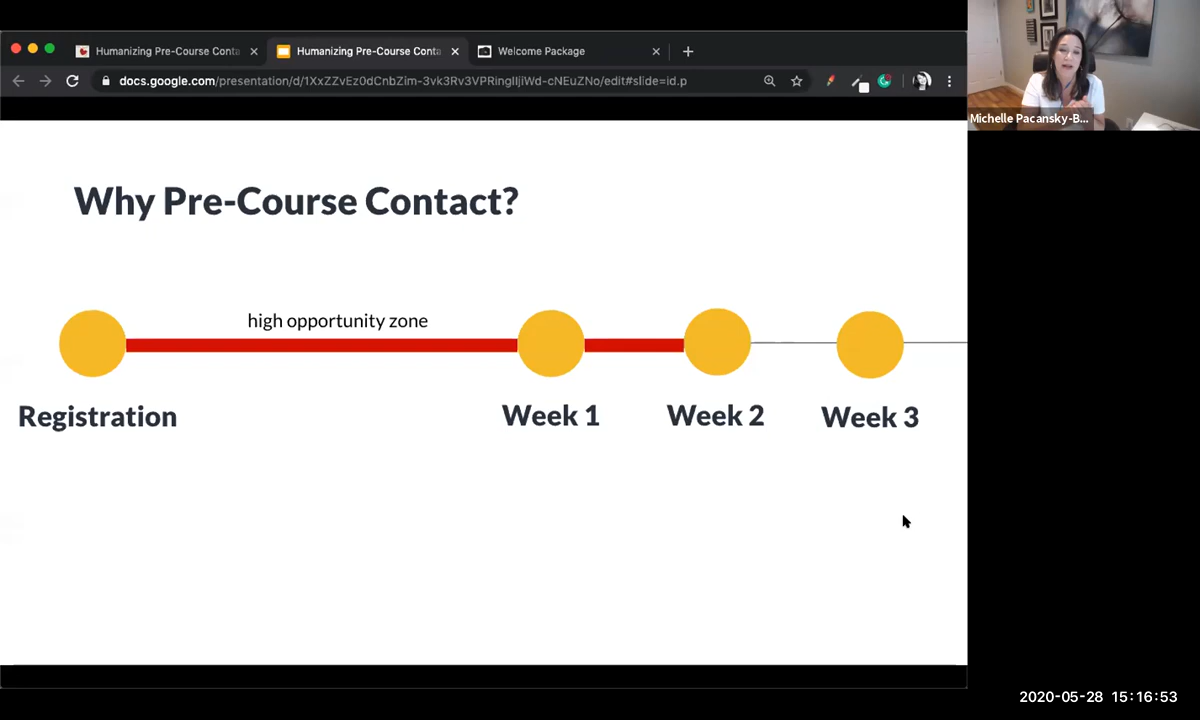 Humanizing Pre-Course Conta
Humanizing Pre-Course Conta
Welcome Package
docs.google.com/presentation/d/1XxZZvEz0dCnbZim-3vk3Rv3VPRinglIjiWd-cNEuZNo/edit#slide=id.p
Michelle Pacansky-B...
Why Pre-Course Contact?
high opportunity zone
Registration
Week 1
Week 2
Week 3
2020-05-28 15:16:53